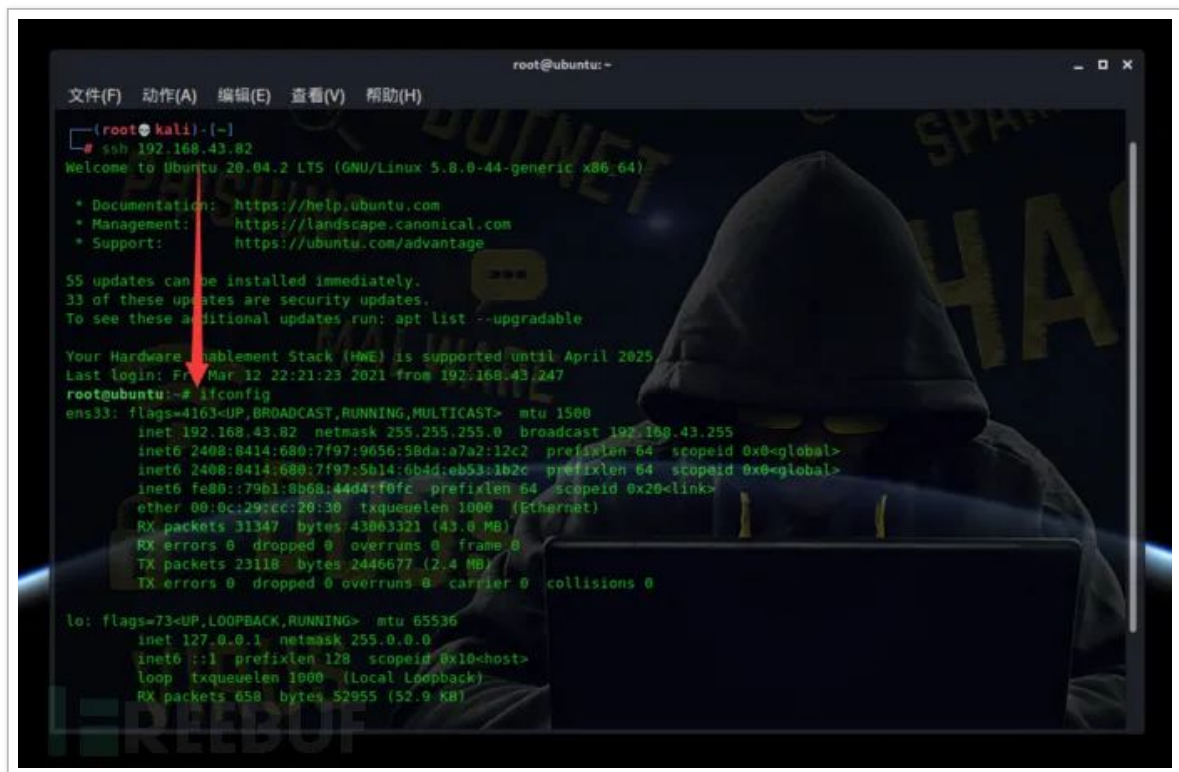 root@ubuntu: ~
文件(F) 动作(A) 编辑(E) 查看(V) 帮助(H)
(root💀kali)-[~]
# ssh 192.168.43.82
Welcome to Ubuntu 20.04.2 LTS (GNU/Linux 5.8.0-44-generic x86_64)
* Documentation: https://help.ubuntu.com
* Management: https://landscape.canonical.com
* Support: https://ubuntu.com/advantage
55 updates can be installed immediately.
33 of these updates are security updates.
To see these additional updates run: apt list --upgradable
Your Hardware Enablement Stack (HWE) is supported until April 2025.
Last login: Fri Mar 12 22:21:23 2021 from 192.168.43.247
root@ubuntu:~# ifconfig
ens33: flags=4163<UP,BROADCAST,RUNNING,MULTICAST> mtu 1500
inet 192.168.43.82 netmask 255.255.255.0 broadcast 192.168.43.255
inet6 2408:8414:680:7f97:9656:58da:a7a2:12c2 prefixlen 64 scopeid 0x0<global>
inet6 2408:8414:680:7f97:5b14:6b4d:eb53:1b2c prefixlen 64 scopeid 0x0<global>
inet6 fe80::79b1:8b68:44d4:f0fc prefixlen 64 scopeid 0x20<link>
ether 00:0c:29:cc:20:30 txqueuelen 1000 (Ethernet)
RX packets 31347 bytes 43063321 (43.0 MB)
RX errors 0 dropped 0 overruns 0 frame 0
TX packets 23118 bytes 2446677 (2.4 MB)
TX errors 0 dropped 0 overruns 0 carrier 0 collisions 0
lo: flags=73<UP,LOOPBACK,RUNNING> mtu 65536
inet 127.0.0.1 netmask 255.0.0.0
inet6 ::1 prefixlen 128 scopeid 0x10<host>
loop txqueuelen 1000 (Local Loopback)
RX packets 658 bytes 52955 (52.9 KB)
BOTNET
SPAM
PHISHING
HA
MALWARE
VIRUS
FREEBUF